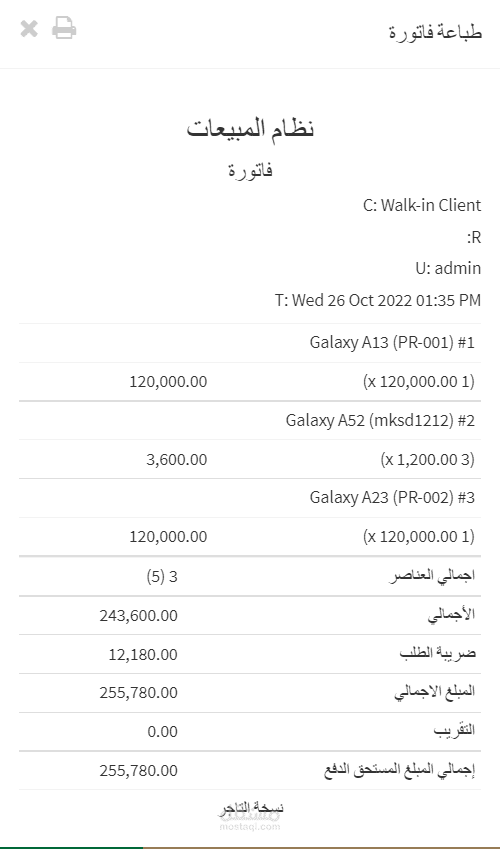 طباعة فاتورة
نظام المبيعات
فاتورة
C: Walk-in Client
:R
U: admin
T: Wed 26 Oct 2022 01:35 PM
Galaxy A13 (PR-001) #1
(x 120,000.00 1) 120,000.00
Galaxy A52 (mksd1212) #2
(x 1,200.00 3) 3,600.00
Galaxy A23 (PR-002) #3
(x 120,000.00 1) 120,000.00
اجمالي العناصر 3 (5)
الأجمالي 243,600.00
ضريبة الطلب 12,180.00
المبلغ الاجمالي 255,780.00
التقريب 0.00
إجمالي المبلغ المستحق الدفع 255,780.00
نسخة التاجر
مستقل
mostaql.com